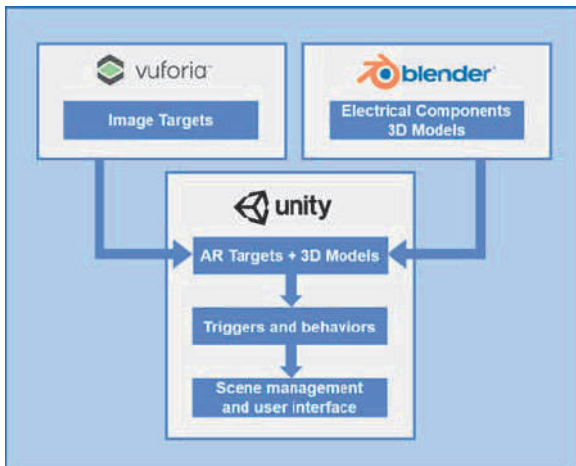 vuforia™
Image Targets
blender®
Electrical Components
3D Models
unity
AR Targets + 3D Models
Triggers and behaviors
Scene management
and user interface